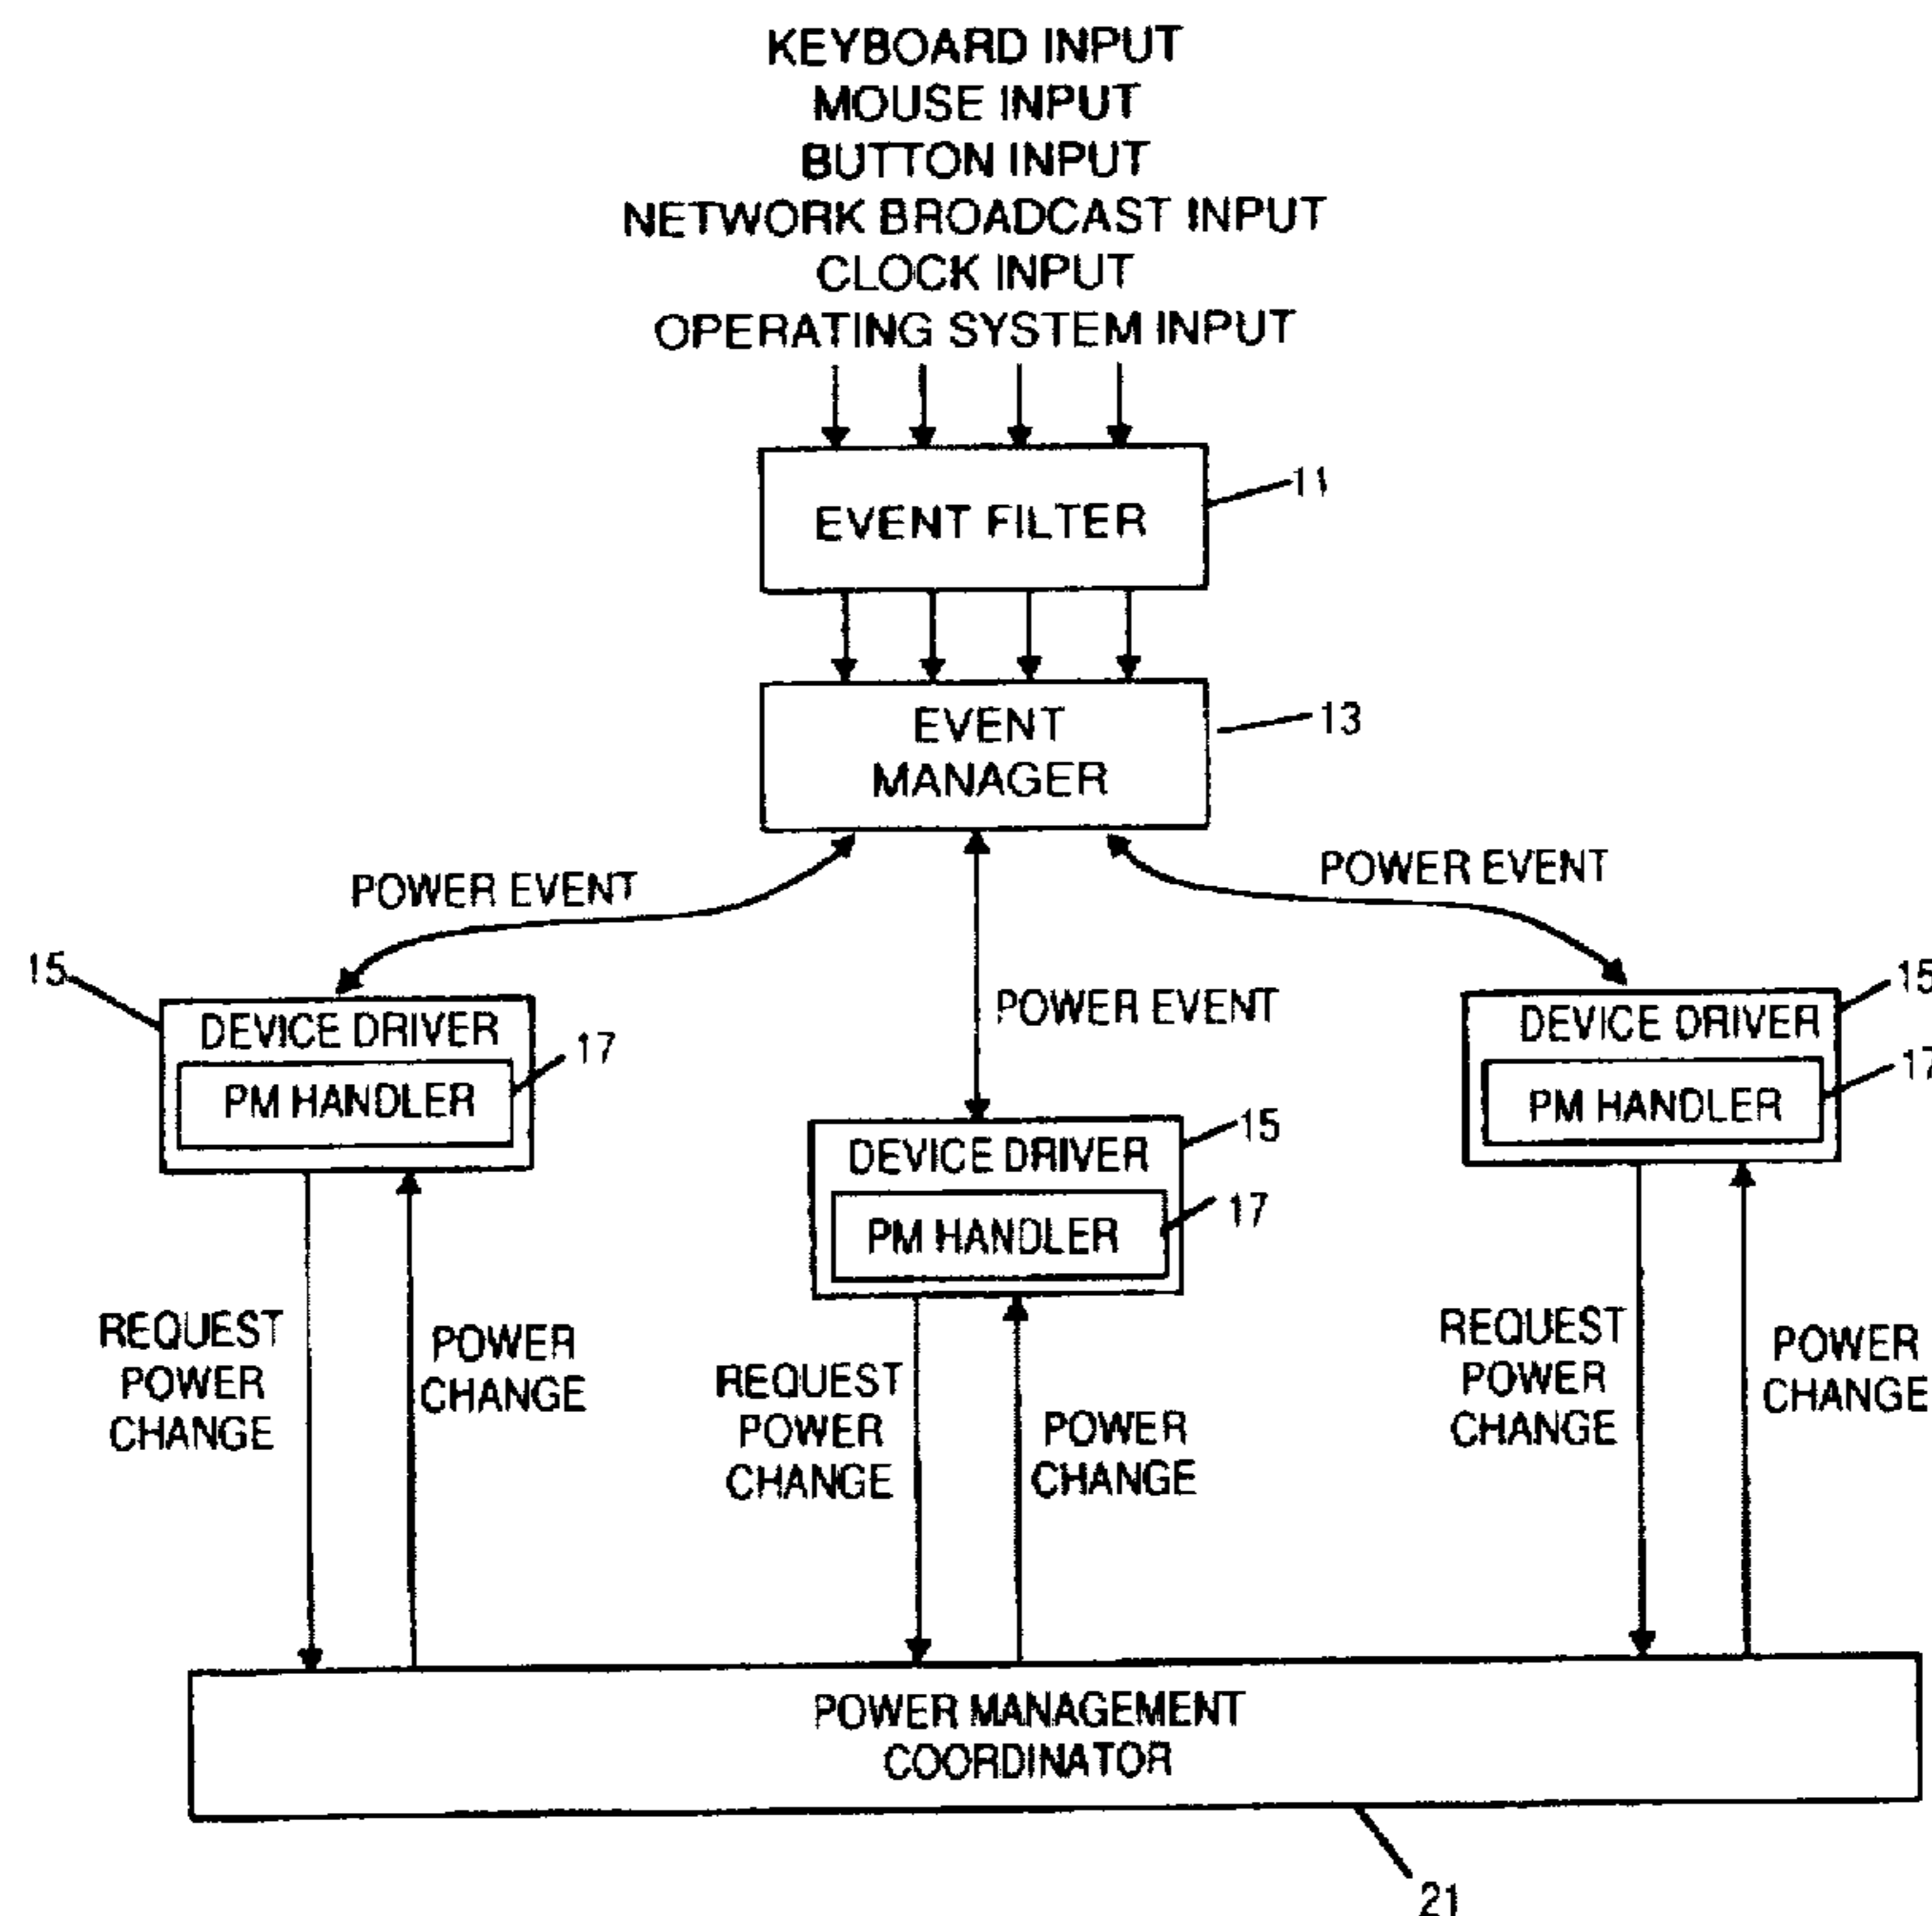 KEYBOARD INPUT
MOUSE INPUT
BUTTON INPUT
NETWORK BROADCAST INPUT
CLOCK INPUT
OPERATING SYSTEM INPUT
EVENT FILTER
11
EVENT
MANAGER
13
POWER EVENT
POWER EVENT
POWER EVENT
15
DEVICE DRIVER
PM HANDLER
17
15
DEVICE DRIVER
PM HANDLER
17
15
DEVICE DRIVER
PM HANDLER
17
REQUEST
POWER
CHANGE
POWER
CHANGE
REQUEST
POWER
CHANGE
POWER
CHANGE
REQUEST
POWER
CHANGE
POWER
CHANGE
POWER MANAGEMENT
COORDINATOR
21